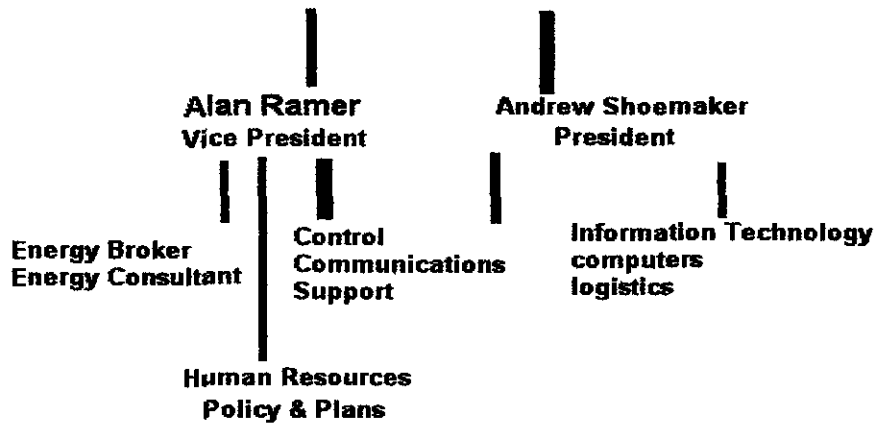 Alan Ramer
Vice President
Andrew Shoemaker
President
Energy Broker
Energy Consultant
Control
Communications
Support
Information Technology
computers
logistics
Human Resources
Policy & Plans